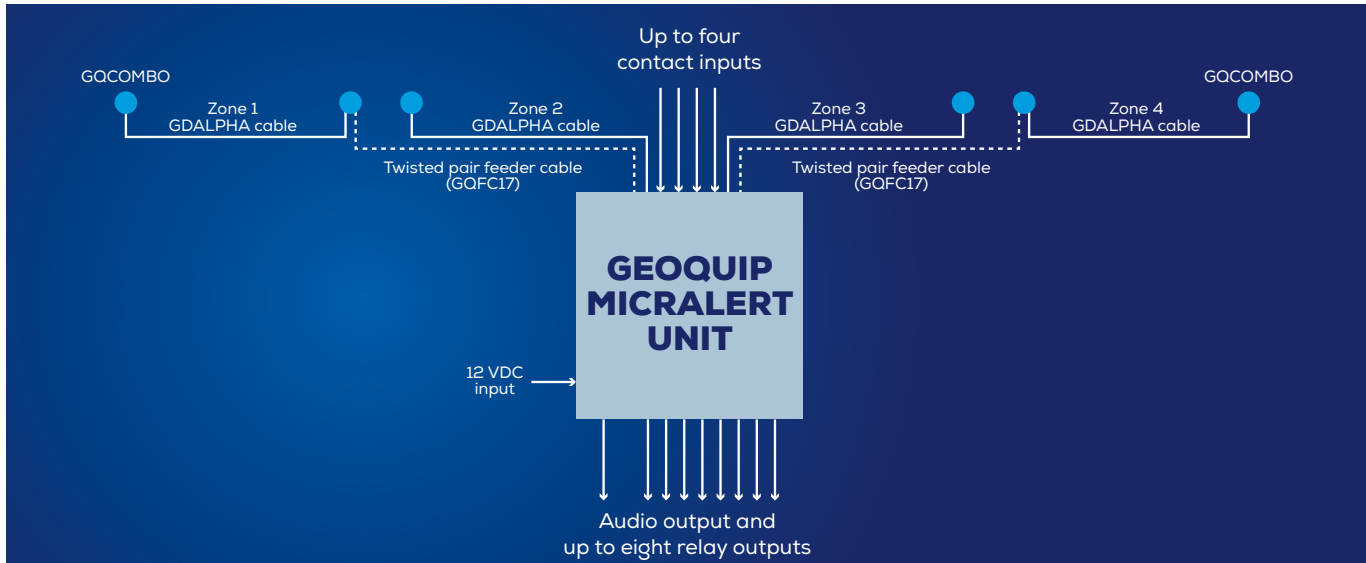 Up to four
contact inputs
GQCOMBO
GQCOMBO
Zone 1
GDALPHA cable
Zone 2
GDALPHA cable
Zone 3
GDALPHA cable
Zone 4
GDALPHA cable
Twisted pair feeder cable
(GQFC17)
Twisted pair feeder cable
(GQFC17)
GEOQUIP
MICRALERT
UNIT
12 VDC
input
Audio output and
up to eight relay outputs